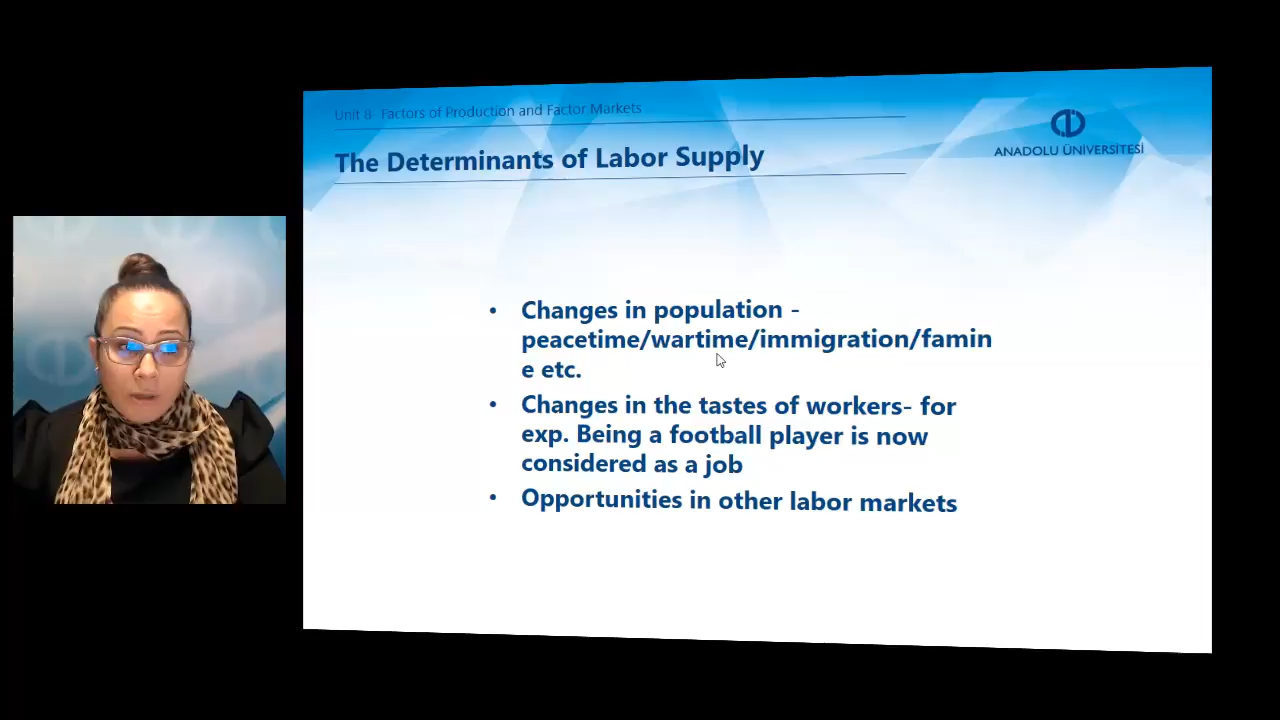 Unit 8- Factors of Production and Factor Markets
The Determinants of Labor Supply
ANADOLU ÜNİVERSİTESİ
• Changes in population -
peacetime/wartime/immigration/famin
e etc.
• Changes in the tastes of workers- for
exp. Being a football player is now
considered as a job
• Opportunities in other labor markets